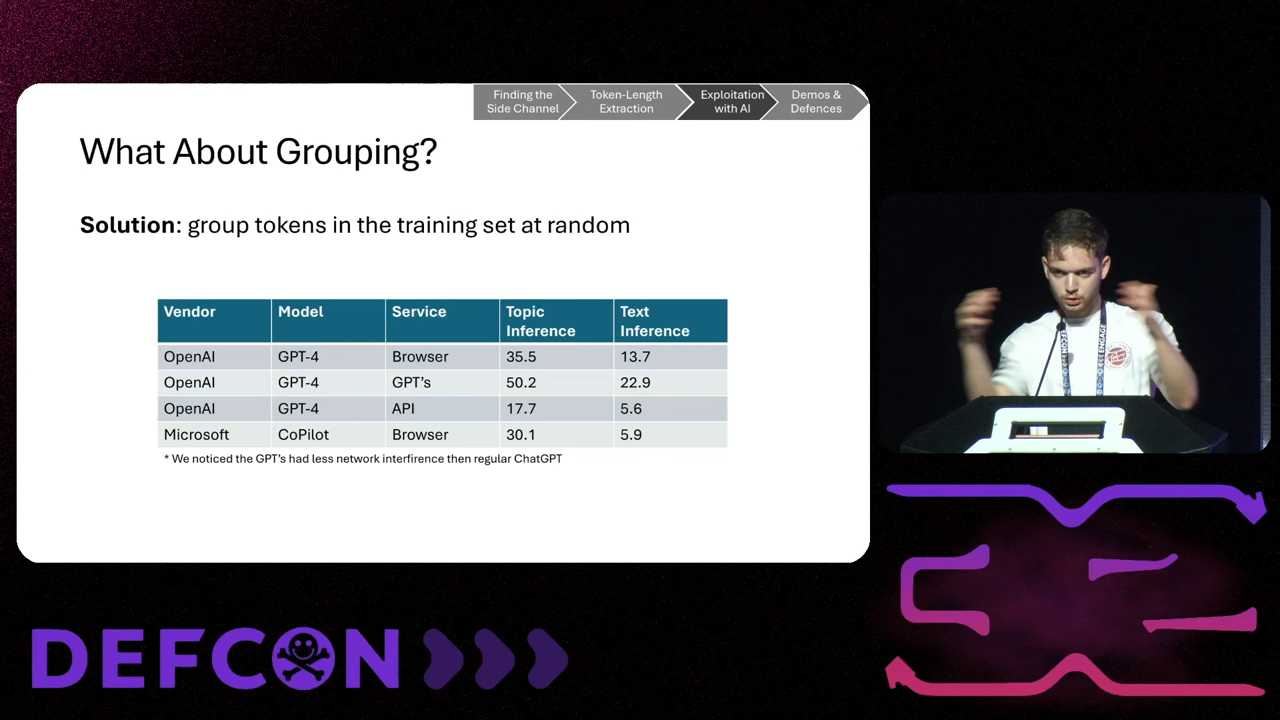 Finding the
Side Channel
Token-Length
Extraction
Exploitation
with AI
Demos &
Defences
What About Grouping?
Solution: group tokens in the training set at random
Vendor Model Service Topic Inference Text Inference
OpenAI GPT-4 Browser 35.5 13.7
OpenAI GPT-4 GPT's 50.2 22.9
OpenAI GPT-4 API 17.7 5.6
Microsoft CoPilot Browser 30.1 5.9
* We noticed the GPT's had less network interfirence then regular ChatGPT
DEFCON